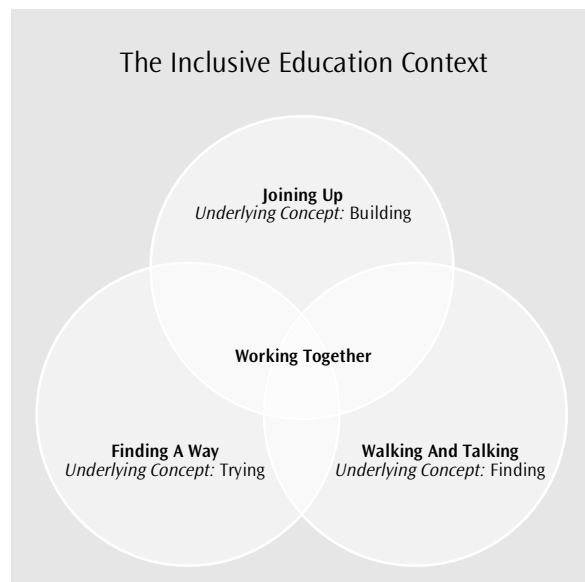 The Inclusive Education Context
Joining Up
Underlying Concept: Building
Working Together
Finding A Way
Underlying Concept: Trying
Walking And Talking
Underlying Concept: Finding